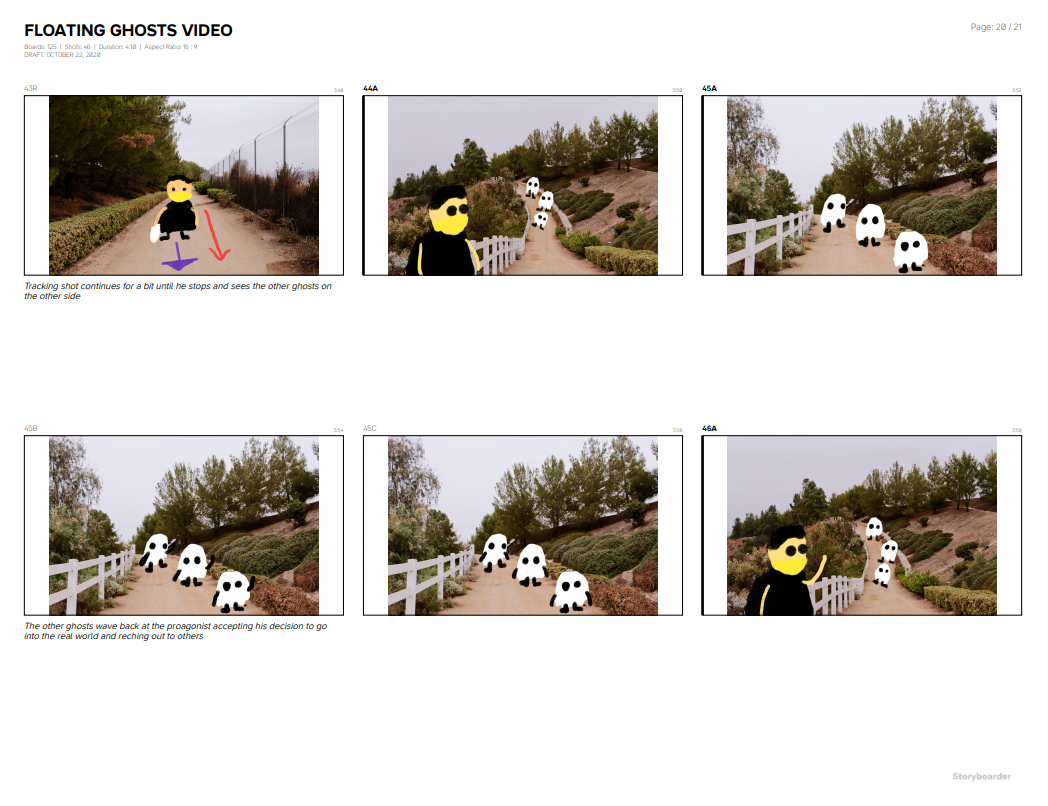 FLOATING GHOSTS VIDEO
Page: 20 / 21
Boards: 125 | Shots: 46 | Duration: 4:10 | Aspect Ratio: 16 : 9
DRAFT: OCTOBER 22, 2020
43R 348 44A 350 45A 352
Tracking shot continues for a bit until he stops and sees the other ghosts on
the other side
45B 354 45C 356 46A 358
The other ghosts wave back at the proagonist accepting his decision to go
into the real world and reching out to others
Storyboarder